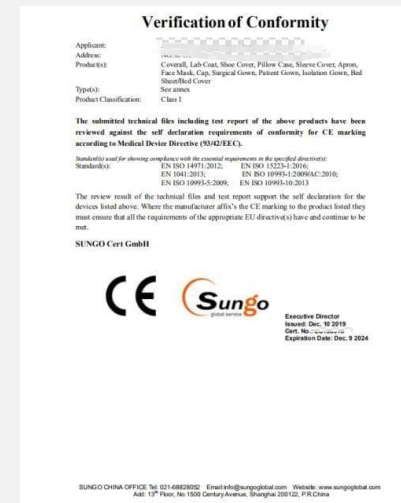 Verification of Conformity
Applicant:
Address:
Product(s): Coverall, Lab Coat, Shoe Cover, Pillow Case, Sleeve Cover, Apron,
Face Mask, Cap, Surgical Gown, Patient Gown, Isolation Gown, Bed
Sheet/Bed Cover
Type(s): See annex
Product Classification: Class I
The submitted technical files including test report of the above products have been
reviewed against the self declaration requirements of conformity for CE marking
according to Medical Device Directive (93/42/EEC).
Standard(s) used for showing compliance with the essential requirements in the specified directive(s):
Standard(s): EN ISO 14971:2012; EN ISO 15223-1:2016;
EN 1041:2013; EN ISO 10993-1:2009/AC:2010;
EN ISO 10993-5:2009; EN ISO 10993-10:2013
The review result of the technical files and test report support the self declaration for the
devices listed above. Where the manufacturer affix's the CE marking to the product listed they
must ensure that all the requirements of the appropriate EU directive(s) have and continue to be
met.
SUNGO Cert GmbH
CE
Sungo
global service
Executive Director
Issued: Dec. 10 2019
Cert. No.:
Expiration Date: Dec. 9 2024
SUNGO CHINA OFFICE Tel: 021-68828052 Email:info@sungoglobal.com Website: www.sungoglobal.com
Add: 13th Floor, No.1500 Century Avenue, Shanghai 200122, P.R.China